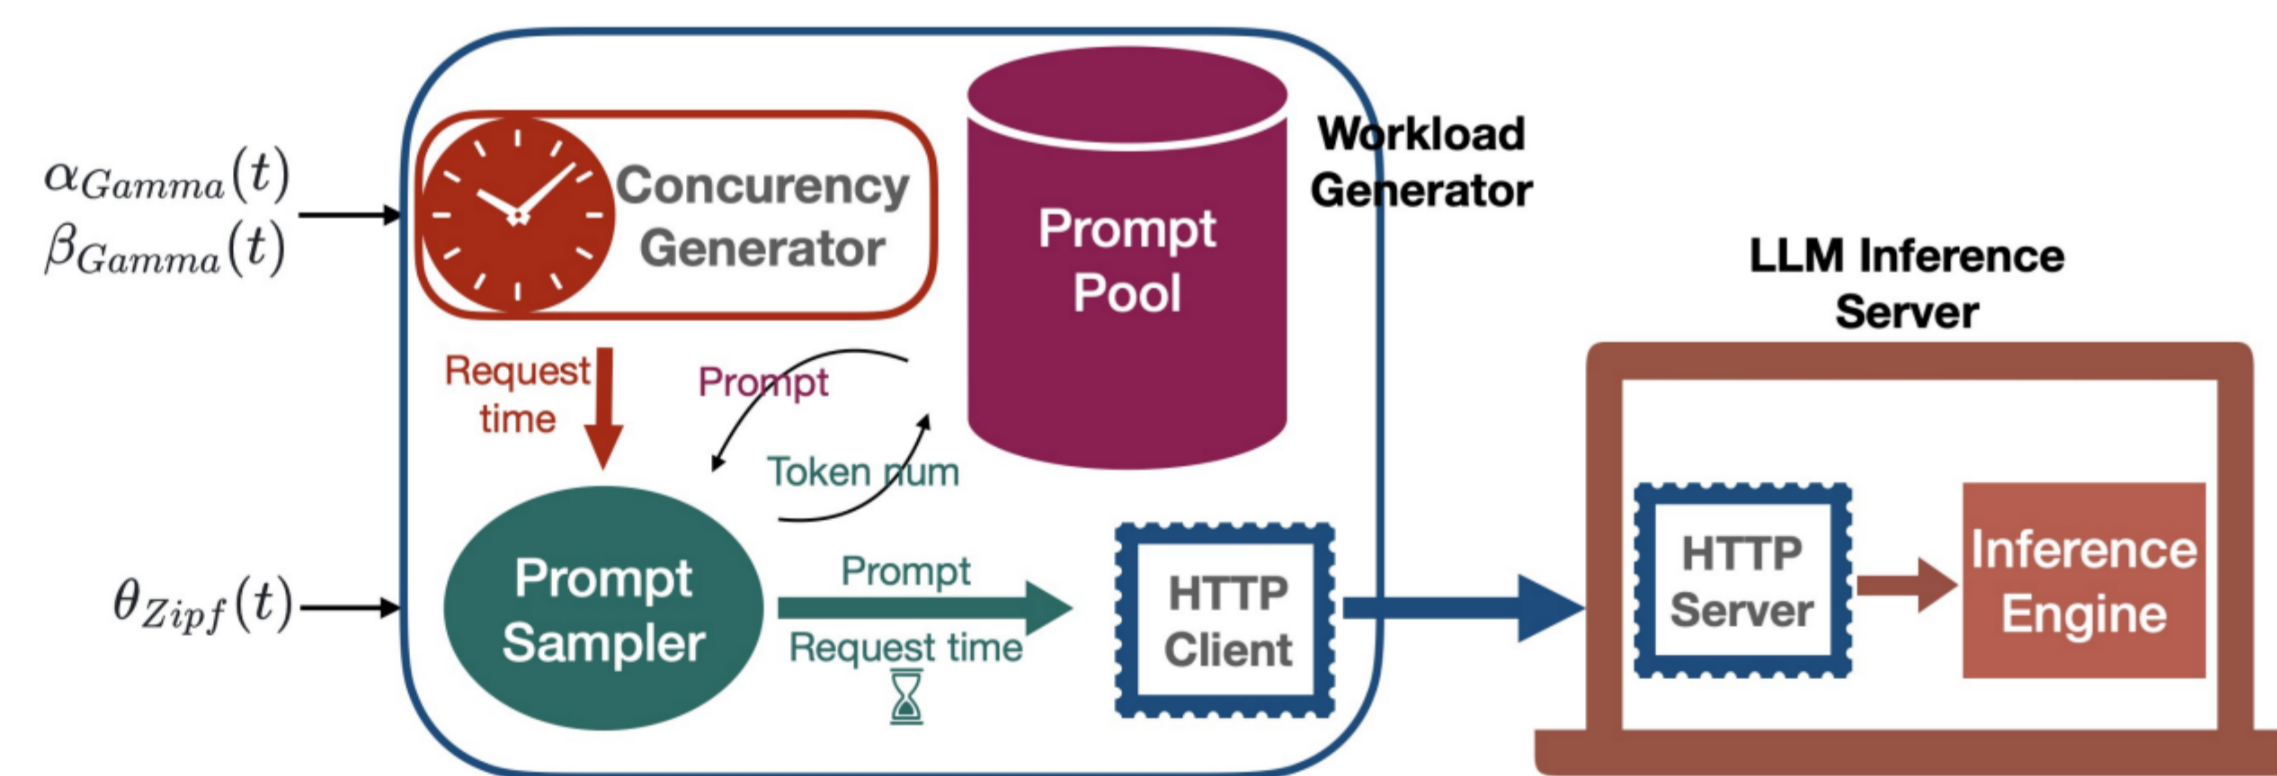 α_Gamma(t)
β_Gamma(t)
Concurency
Generator
Prompt
Pool
Workload
Generator
LLM Inference
Server
Request
time
Prompt
Token num
θ_Zipf(t)
Prompt
Sampler
Prompt
Request time
HTTP
Client
HTTP
Server
Inference
Engine